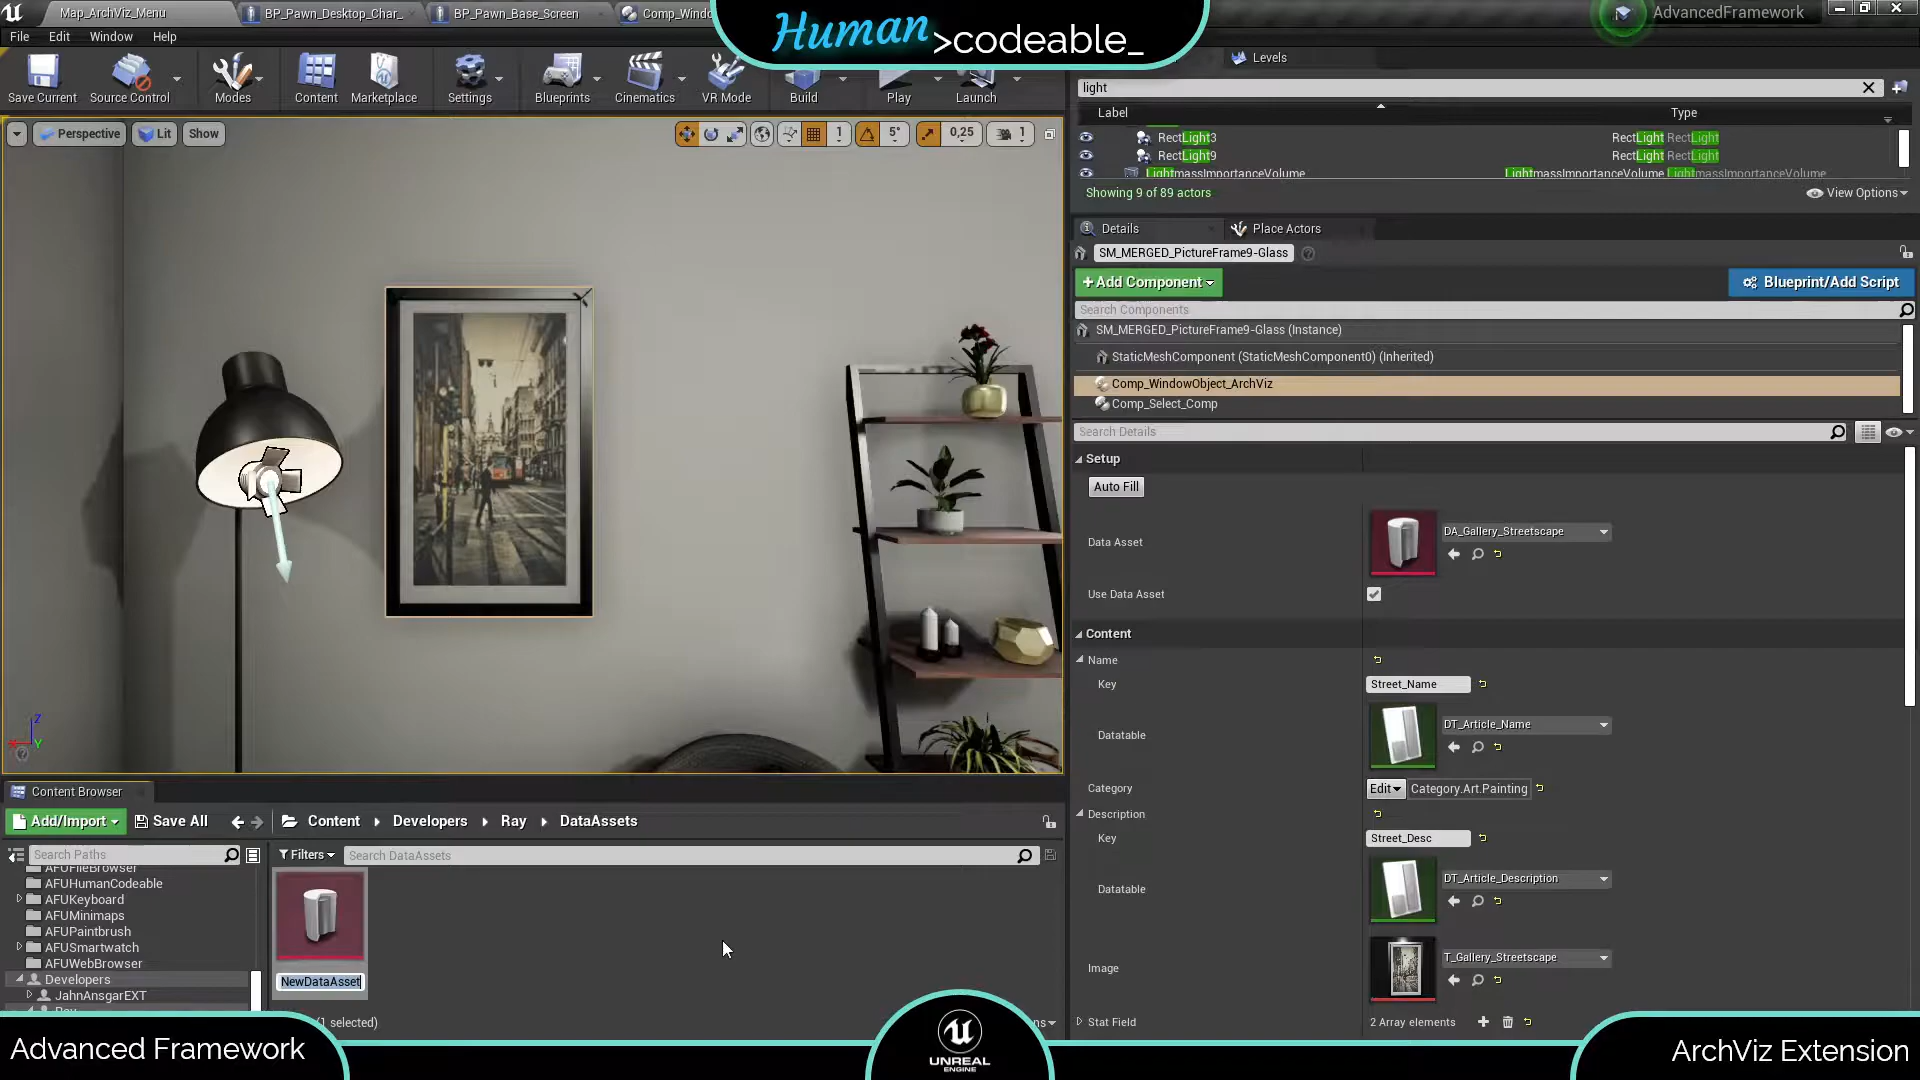 Map_ArchViz_Menu
BP_Pawn_Desktop_Char_
BP_Pawn_Base_Screen
Comp_Windo
Human >codeable_
AdvancedFramework
File Edit Window Help
Levels
Save Current
Source Control
Modes
Content
Marketplace
Settings
Blueprints
Cinematics
VR Mode
Build
Play
Launch
light
Label Type
RectLight3 RectLight RectLight
RectLight9 RectLight RectLight
LightmassImportanceVolume LightmassImportanceVolume LightmassImportanceVolume
Showing 9 of 89 actors
View Options
Perspective Lit Show
1 5° 0,25 1
Details
Place Actors
SM_MERGED_PictureFrame9-Glass
+Add Component
Blueprint/Add Script
Search Components
SM_MERGED_PictureFrame9-Glass (Instance)
StaticMeshComponent (StaticMeshComponent0) (Inherited)
Comp_WindowObject_ArchViz
Comp_Select_Comp
Search Details
Setup
Auto Fill
Data Asset
DA_Gallery_Streetscape
Use Data Asset
Content
Name
Key
Street_Name
Datatable
DT_Article_Name
Category
Edit
Category.Art.Painting
Description
Key
Street_Desc
Datatable
DT_Article_Description
Image
T_Gallery_Streetscape
Stat Field
2 Array elements
Z
X
Y
Content Browser
Add/Import
Save All
Content Developers Ray DataAssets
Search Paths
Filters
Search DataAssets
AFUFileBrowser
AFUHumanCodeable
AFUKeyboard
AFUMinimaps
AFUPaintbrush
AFUSmartwatch
AFUWebBrowser
Developers
JahnAnsgarEXT
Ray
NewDataAsset
(1 selected)
Advanced Framework
UNREAL
ENGINE
ArchViz Extension